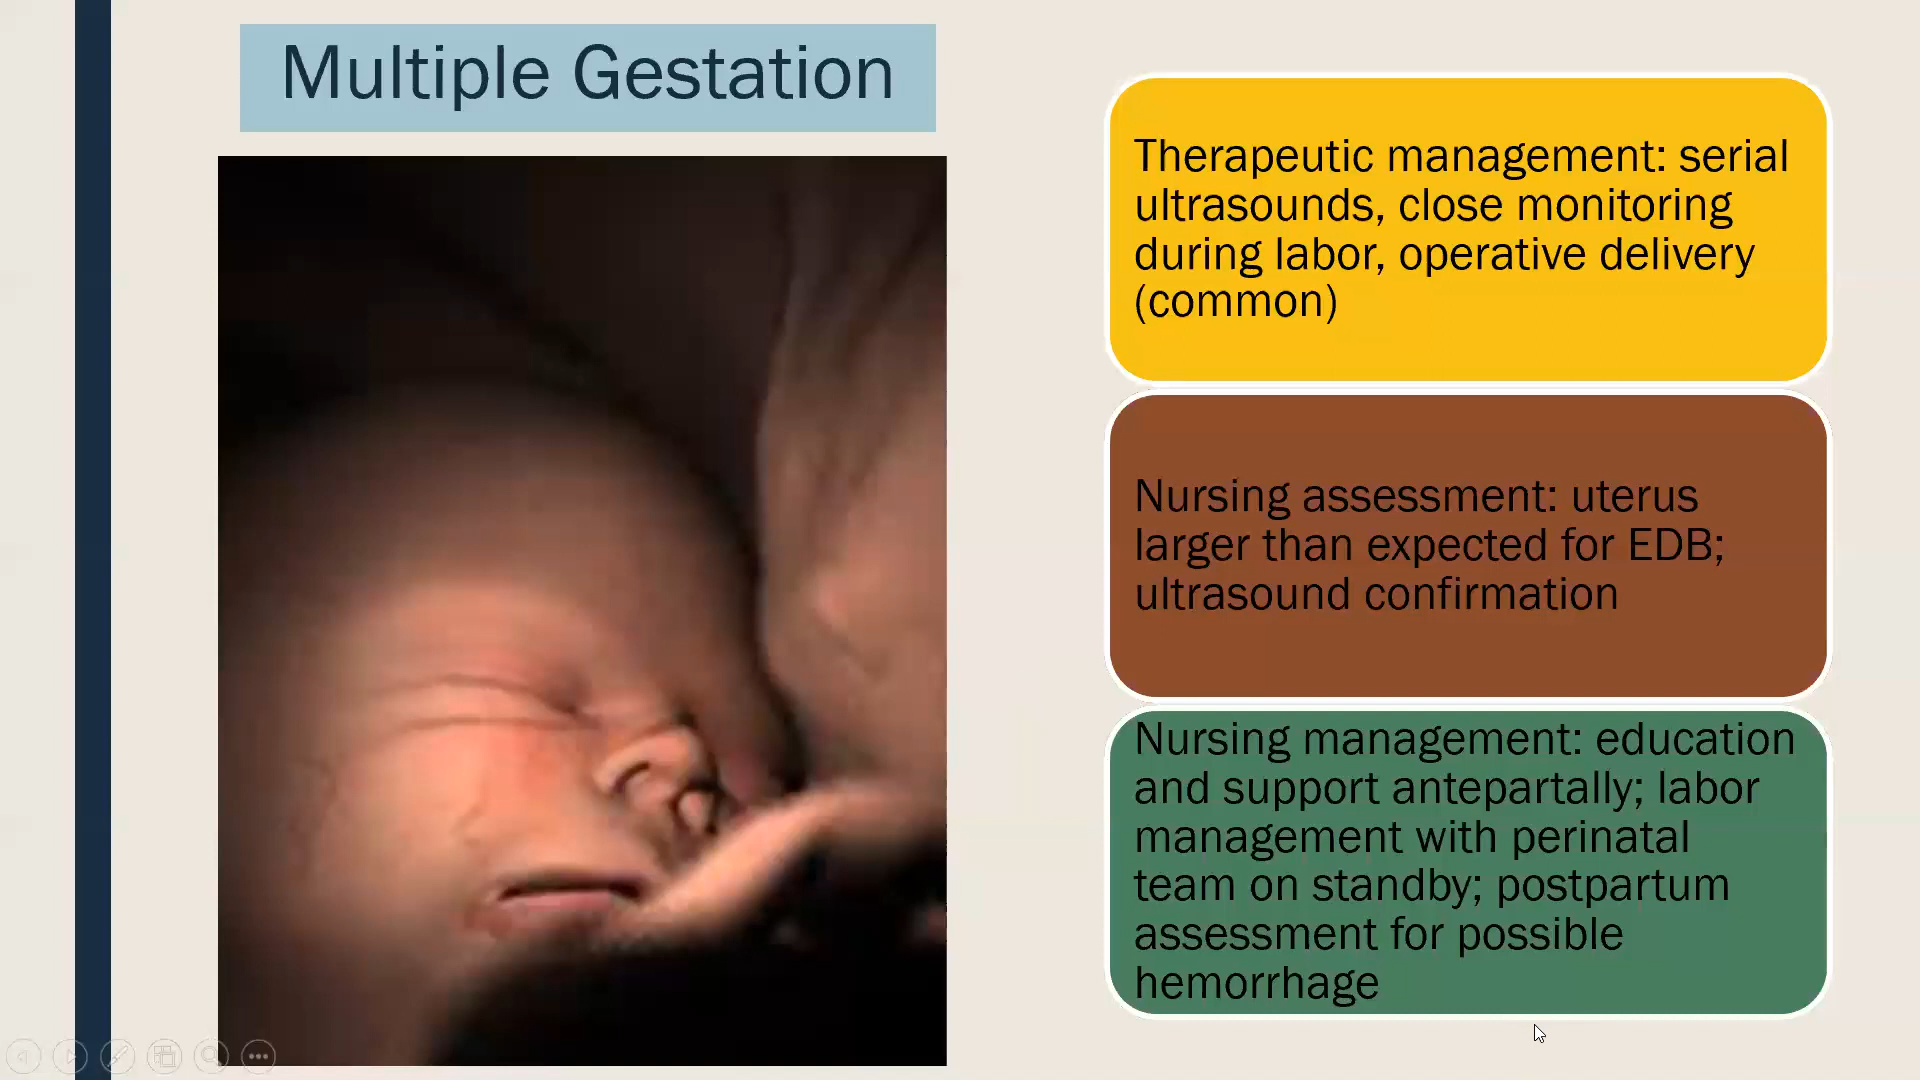 Multiple Gestation
Therapeutic management: serial
ultrasounds, close monitoring
during labor, operative delivery
(common)
Nursing assessment: uterus
larger than expected for EDB;
ultrasound confirmation
Nursing management: education
and support antepartally; labor
management with perinatal
team on standby; postpartum
assessment for possible
hemorrhage